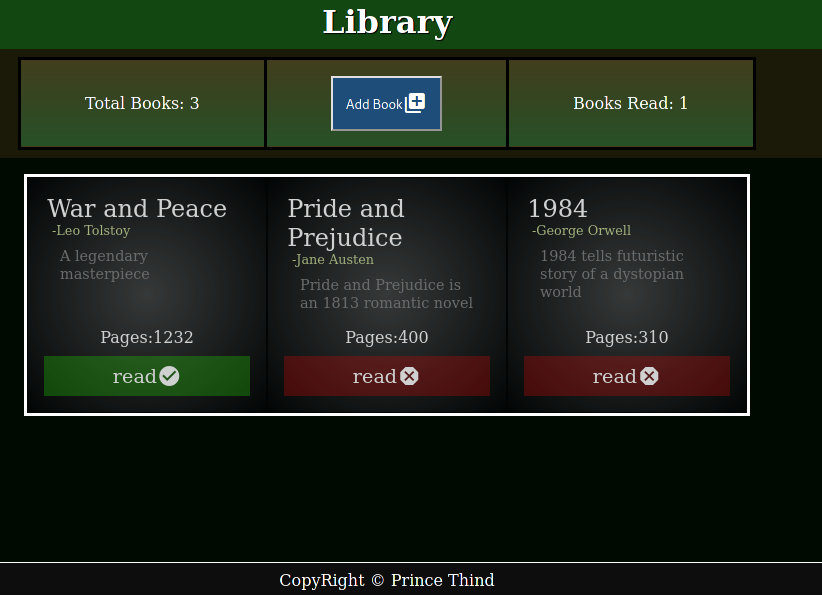 Library
Total Books: 3
Add Book
Books Read: 1
War and Peace
-Leo Tolstoy
A legendary
masterpiece
Pages:1232
read
Pride and
Prejudice
-Jane Austen
Pride and Prejudice is
an 1813 romantic novel
Pages:400
read
1984
-George Orwell
1984 tells futuristic
story of a dystopian
world
Pages:310
read
CopyRight © Prince Thind